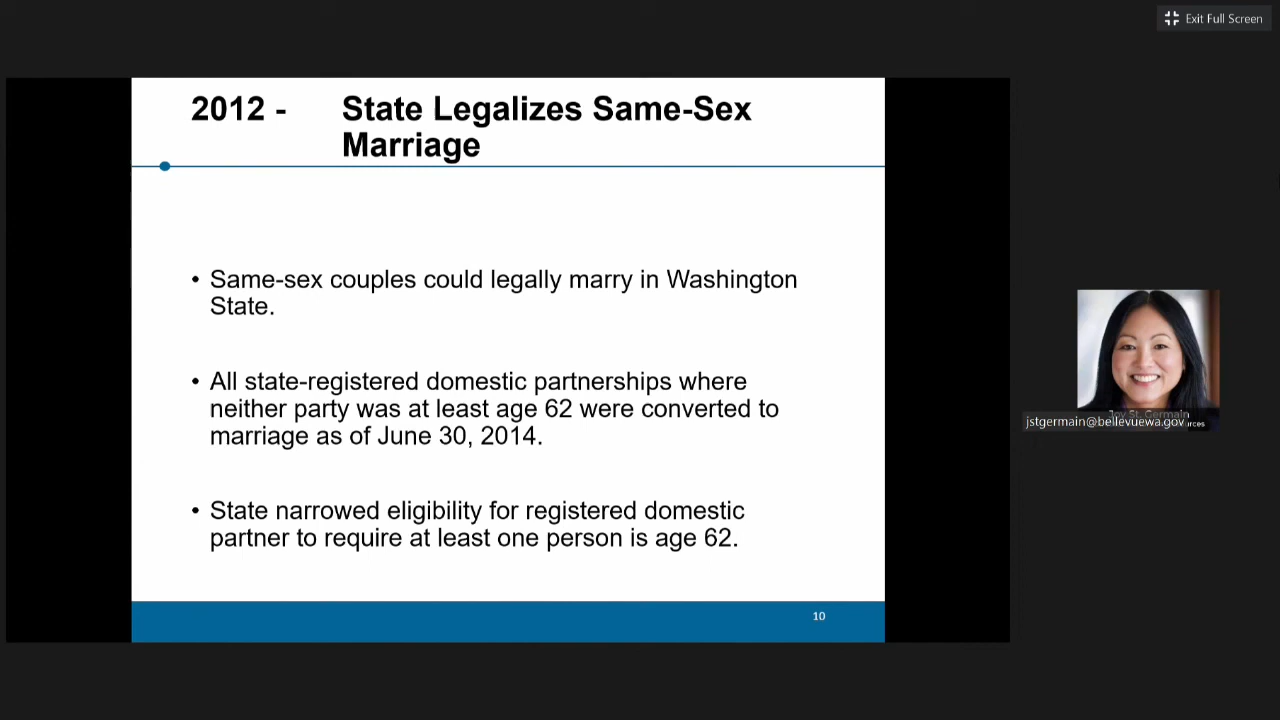 Exit Full Screen
2012 - State Legalizes Same-Sex
Marriage
• Same-sex couples could legally marry in Washington
State.
• All state-registered domestic partnerships where
neither party was at least age 62 were converted to
marriage as of June 30, 2014.
• State narrowed eligibility for registered domestic
partner to require at least one person is age 62.
10
Joy St. Germain
jstgermain@bellevuewa.gov